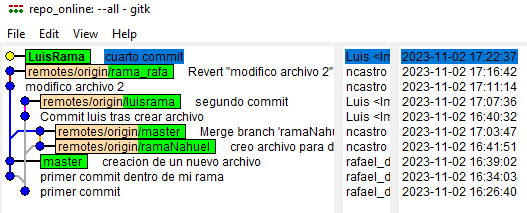 repo_online: --all - gitk
File Edit View Help
LuisRama cuarto commit Luis <lm 2023-11-02 17:22:37
remotes/origin/rama_rafa Revert "modifico archivo 2" ncastro 2023-11-02 17:16:42
modifico archivo 2 ncastro 2023-11-02 17:11:14
remotes/origin/luisrama segundo commit Luis <lm 2023-11-02 17:07:36
Commit luis tras crear archivo Luis <lm 2023-11-02 16:40:32
remotes/origin/master Merge branch 'ramaNahu ncastro 2023-11-02 17:03:47
remotes/origin/ramaNahuel creo archivo para d ncastro 2023-11-02 16:41:51
master creacion de un nuevo archivo rafael_d 2023-11-02 16:39:02
primer commit dentro de mi rama rafael_d 2023-11-02 16:34:03
primer commit rafael_d 2023-11-02 16:26:40